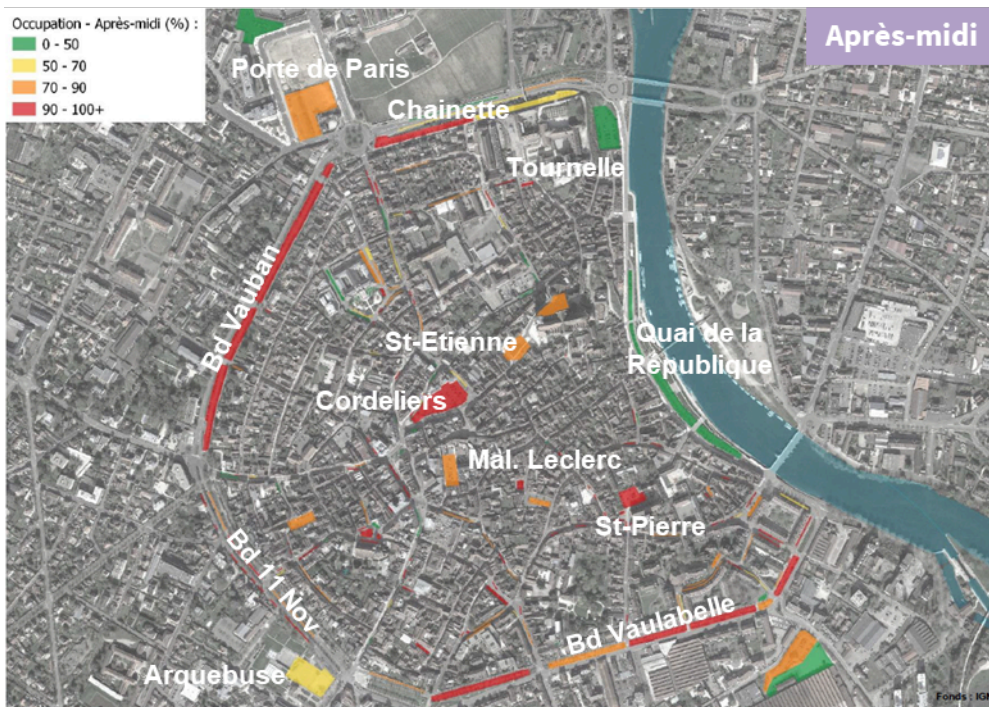 Occupation - Après-midi (%) :
0 - 50
50 - 70
70 - 90
90 - 100+
Après-midi
Porte de Paris
Chainette
Tournelle
Bd Vauban
St-Etienne
Quai de la
République
Cordeliers
Mal. Leclerc
St-Pierre
Bd 11 Nov
Bd Vaulabelle
Arquebuse
Fonds : IGN